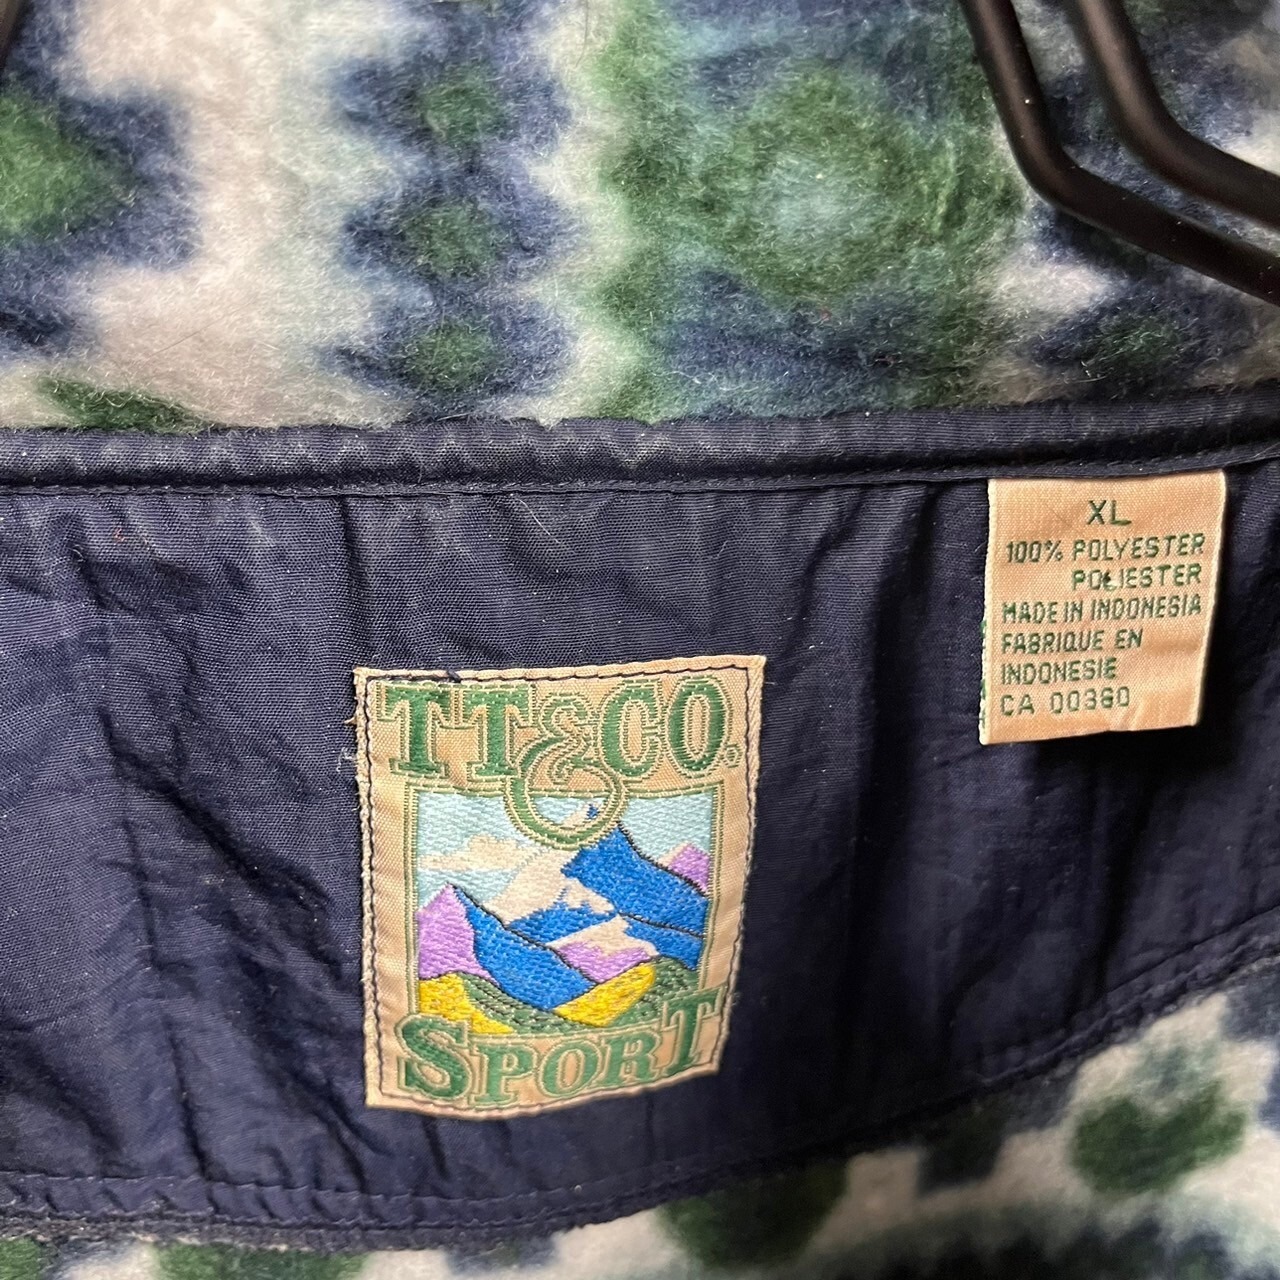 TT&CO.
SPORT
XL
100% POLYESTER
POLIESTER
MADE IN INDONESIA
FABRIQUE EN
INDONESIE
CA 00380